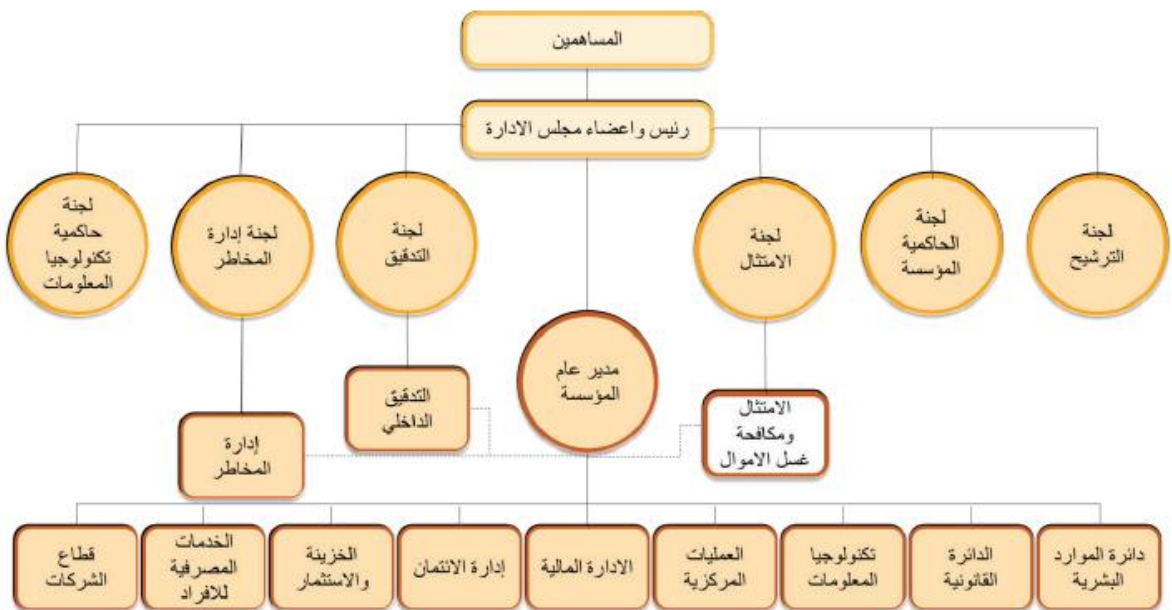 المساهمين
رئيس واعضاء مجلس الادارة
لجنة
الترشيح
لجنة
الحاكمية
المؤسسة
لجنة
الامتثال
لجنة
التدقيق
لجنة إدارة
المخاطر
لجنة
حاكمية
تكنولوجيا
المعلومات
مدير عام
المؤسسة
الامتثال
ومكافحة
غسل الاموال
التدقيق
الداخلي
إدارة
المخاطر
دائرة الموارد
البشرية
الدائرة
القانونية
تكنولوجيا
المعلومات
العمليات
المركزية
الادارة المالية
إدارة الائتمان
الخزينة
والاستثمار
الخدمات
المصرفية
للافراد
قطاع
الشركات